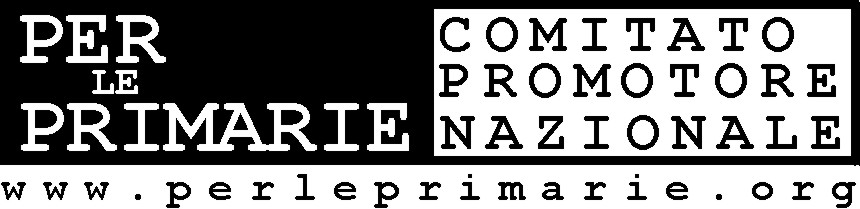 PER
LE
PRIMARIE
COMITATO
PROMOTORE
NAZIONALE
www.perleprimarie.org